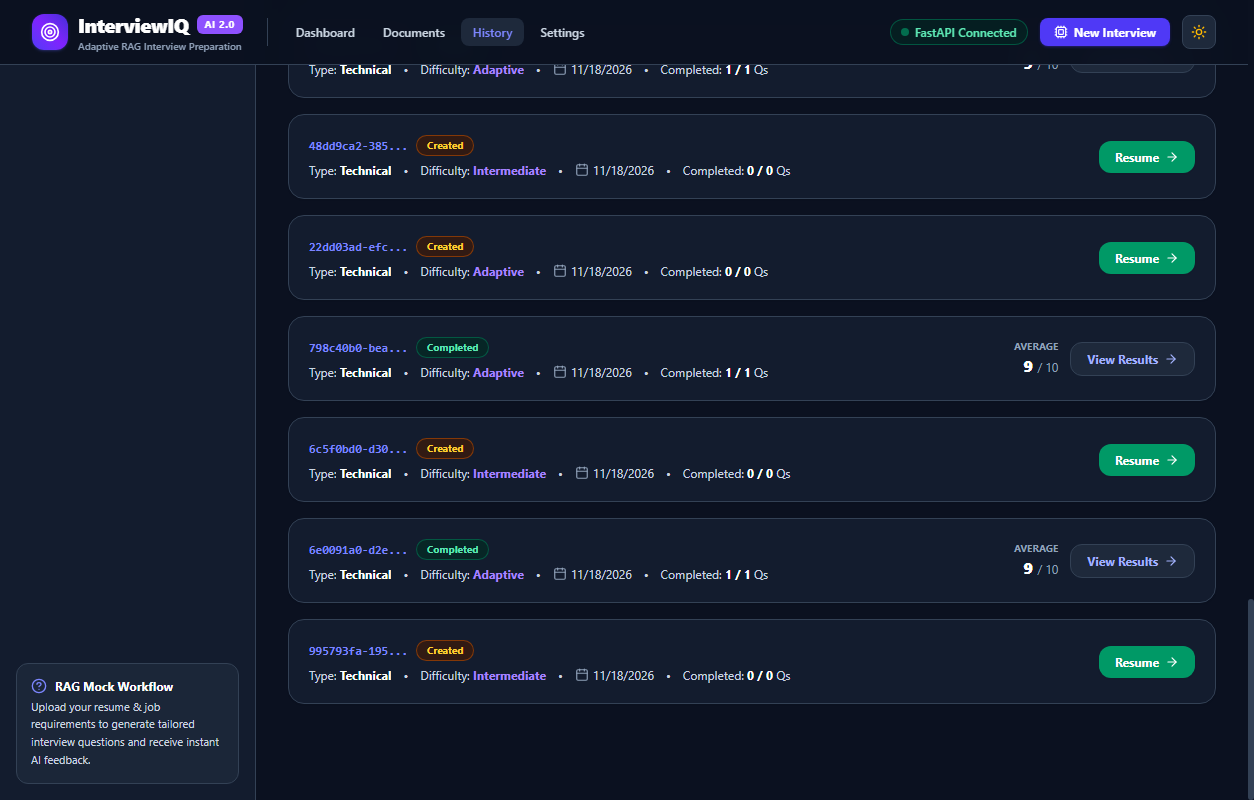 InterviewIQ AI 2.0
Adaptive RAG Interview Preparation
Dashboard Documents History Settings
FastAPI Connected
New Interview
Type: Technical • Difficulty: Adaptive • 11/18/2026 • Completed: 1 / 1 Qs
9 / 10
48dd9ca2-385... Created
Type: Technical • Difficulty: Intermediate • 11/18/2026 • Completed: 0 / 0 Qs
Resume →
22dd03ad-efc... Created
Type: Technical • Difficulty: Adaptive • 11/18/2026 • Completed: 0 / 0 Qs
Resume →
798c40b0-bea... Completed
Type: Technical • Difficulty: Adaptive • 11/18/2026 • Completed: 1 / 1 Qs
AVERAGE
9 / 10
View Results →
6c5f0bd0-d30... Created
Type: Technical • Difficulty: Intermediate • 11/18/2026 • Completed: 0 / 0 Qs
Resume →
6e0091a0-d2e... Completed
Type: Technical • Difficulty: Adaptive • 11/18/2026 • Completed: 1 / 1 Qs
AVERAGE
9 / 10
View Results →
995793fa-195... Created
Type: Technical • Difficulty: Intermediate • 11/18/2026 • Completed: 0 / 0 Qs
Resume →
RAG Mock Workflow
Upload your resume & job
requirements to generate tailored
interview questions and receive instant
AI feedback.